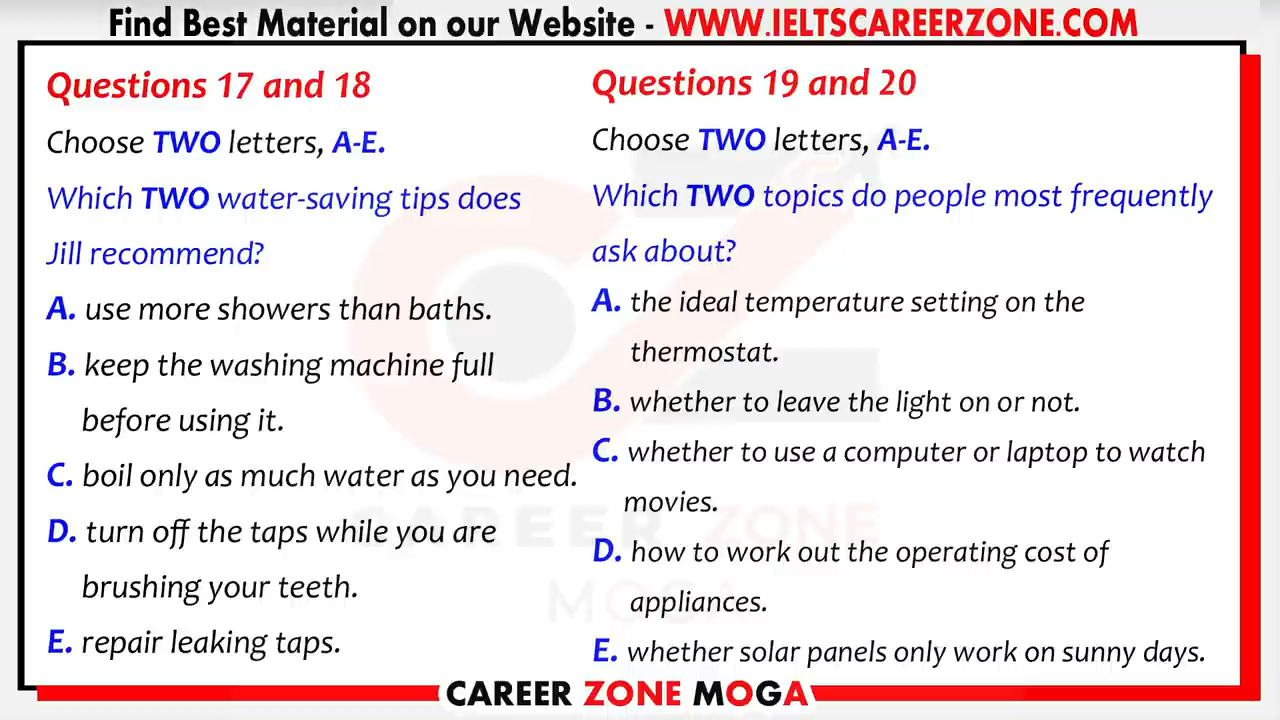 Find Best Material on our Website - WWW.IELTSCAREERZONE.COM
Questions 17 and 18
Choose TWO letters, A-E.
Which TWO water-saving tips does
Jill recommend?
A. use more showers than baths.
B. keep the washing machine full
before using it.
C. boil only as much water as you need.
D. turn off the taps while you are
brushing your teeth.
E. repair leaking taps.
Questions 19 and 20
Choose TWO letters, A-E.
Which TWO topics do people most frequently
ask about?
A. the ideal temperature setting on the
thermostat.
B. whether to leave the light on or not.
C. whether to use a computer or laptop to watch
movies.
D. how to work out the operating cost of
appliances.
E. whether solar panels only work on sunny days.
CAREER ZONE
MOGA
CAREER ZONE MOGA